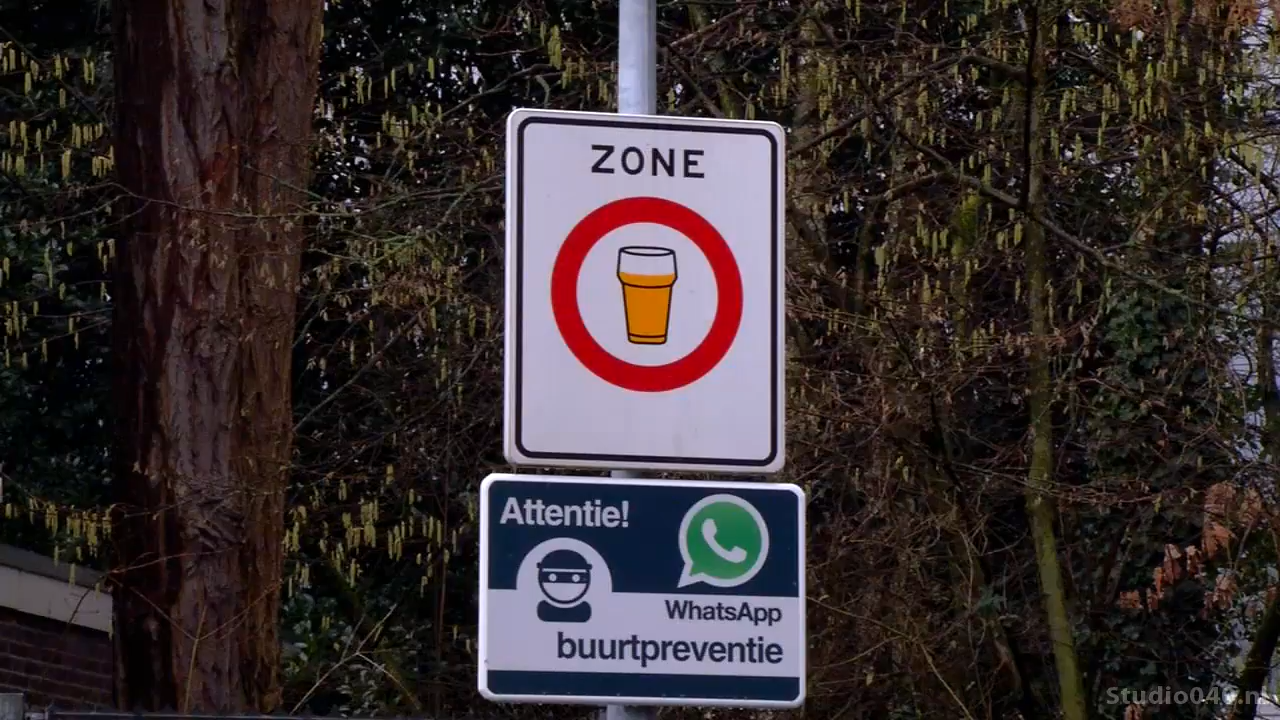 ZONE
Attentie!
WhatsApp
buurtpreventie
Studio040.nl